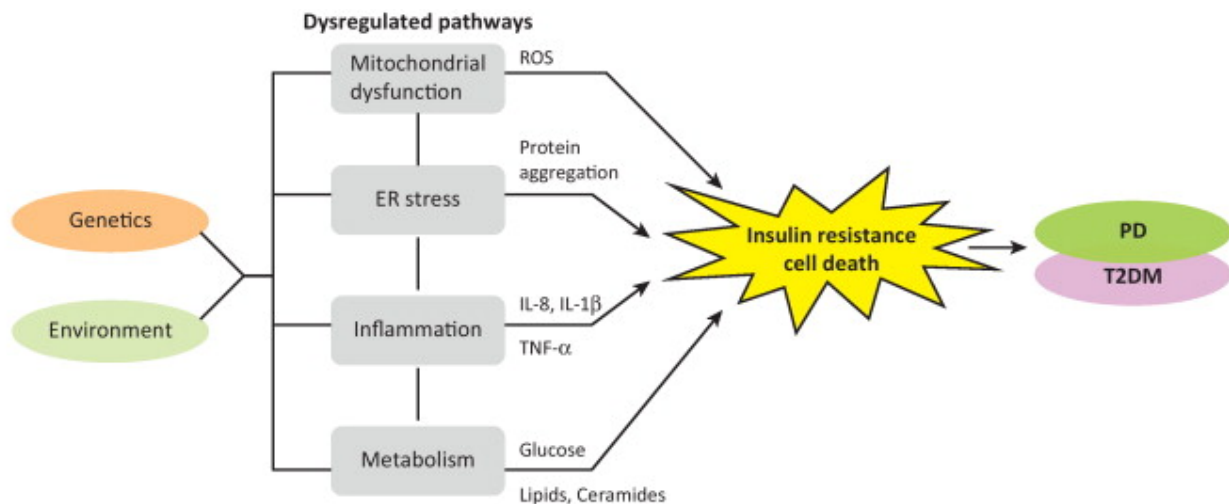 Dysregulated pathways
Mitochondrial
dysfunction
ROS
Protein
aggregation
ER stress
Genetics
Environment
Inflammation
IL-8, IL-1β
TNF-α
Metabolism
Glucose
Lipids, Ceramides
Insulin resistance
cell death
PD
T2DM